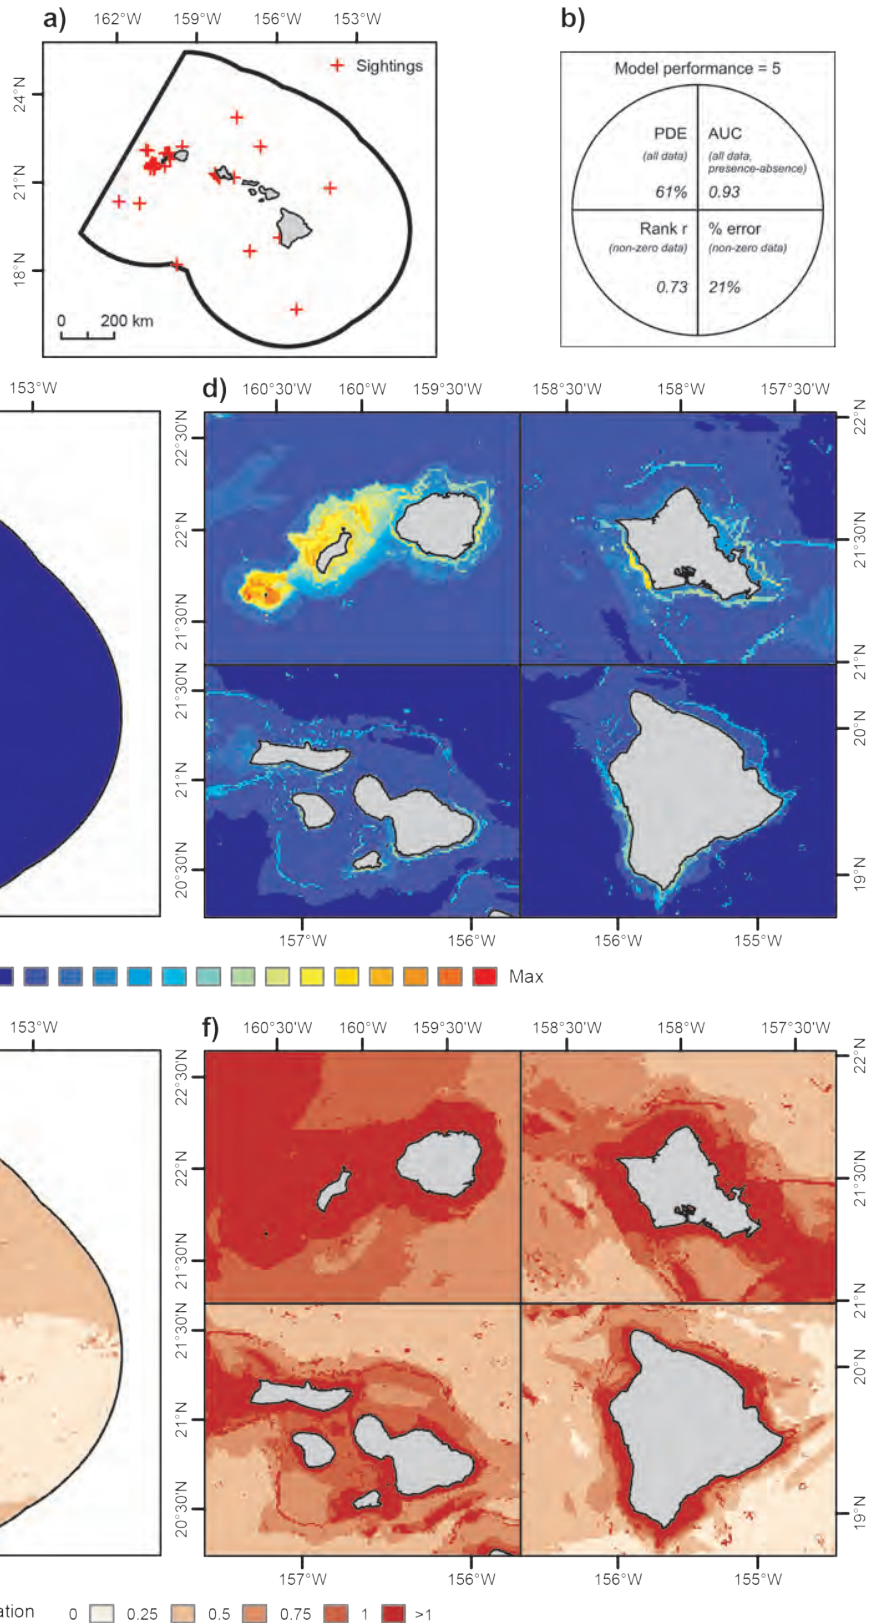 a)
162°W 159°W 156°W 153°W
24°N
21°N
18°N
Sightings
0 200 km
b)
Model performance = 5
PDE
(all data)
61%
AUC
(all data,
presence-absence)
0.93
Rank r
(non-zero data)
0.73
% error
(non-zero data)
21%
153°W
d)
160°30'W 160°W 159°30'W 158°30'W 158°W 157°30'W
22°30'N
22°N
21°30'N
21°30'N
21°N
20°30'N
22°N
21°30'N
21°N
20°N
19°N
157°W 156°W 156°W 155°W
Max
153°W
f)
160°30'W 160°W 159°30'W 158°30'W 158°W 157°30'W
22°30'N
22°N
21°30'N
21°30'N
21°N
20°30'N
22°N
21°30'N
21°N
20°N
19°N
157°W 156°W 156°W 155°W
ation 0 0.25 0.5 0.75 1 >1